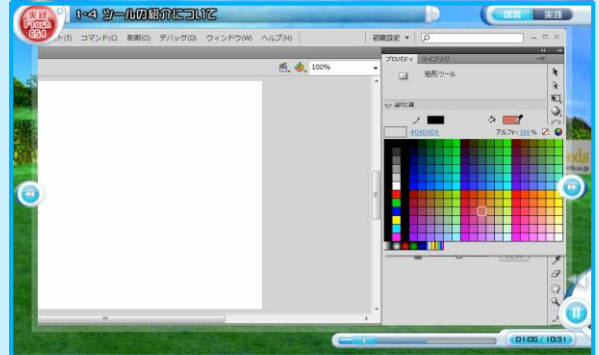 実践
Flash
CS4
1-4 ツールの紹介について
講義 実践
ト(T) コマンド(C) 制御(O) デバッグ(D) ウィンドウ(W) ヘルプ(H) 初期設定
100%
プロパティ ライブラリ
矩形ツール
塗りと線
アルファ: 100 %
01:06 / 10:31